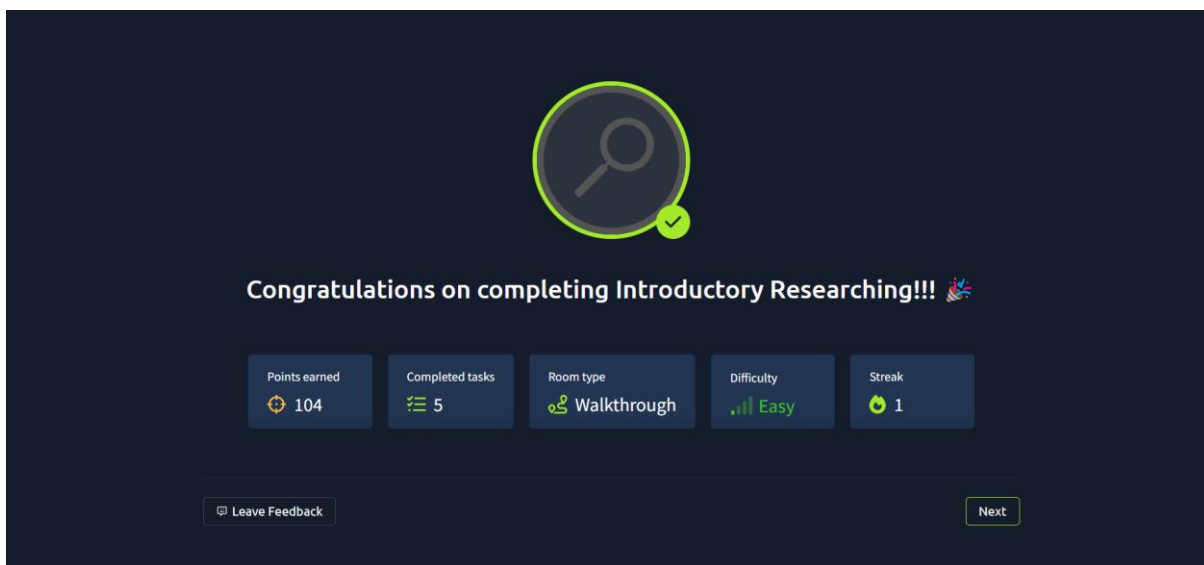 Congratulations on completing Introductory Researching!!! 🎉
Points earned
104
Completed tasks
5
Room type
Walkthrough
Difficulty
Easy
Streak
1
Leave Feedback
Next